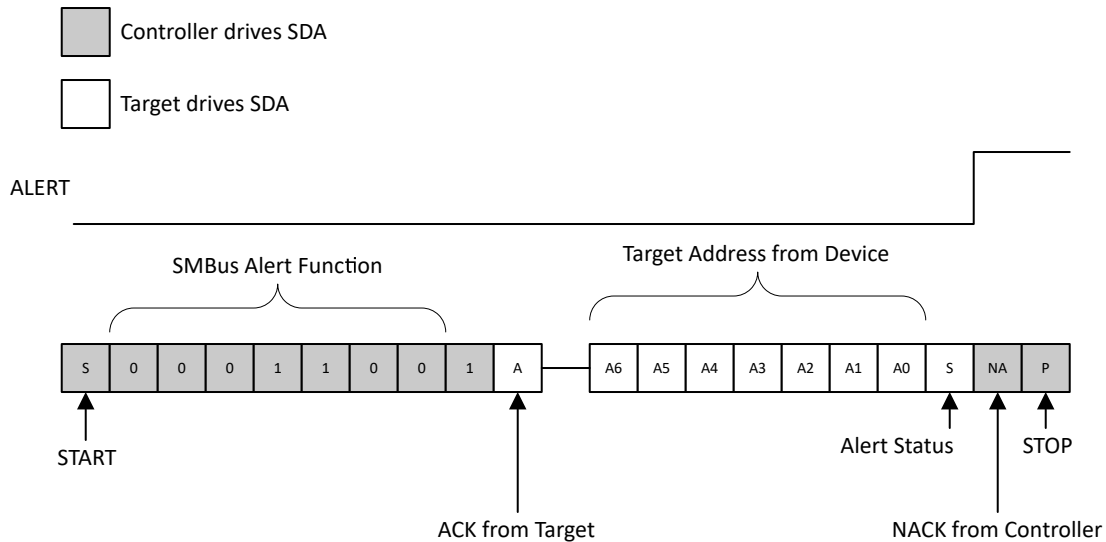 Controller drives SDA
Target drives SDA
ALERT
SMBus Alert Function
Target Address from Device
S 0 0 0 1 1 0 0 1 A A6 A5 A4 A3 A2 A1 A0 S NA P
START
Alert Status
STOP
ACK from Target
NACK from Controller